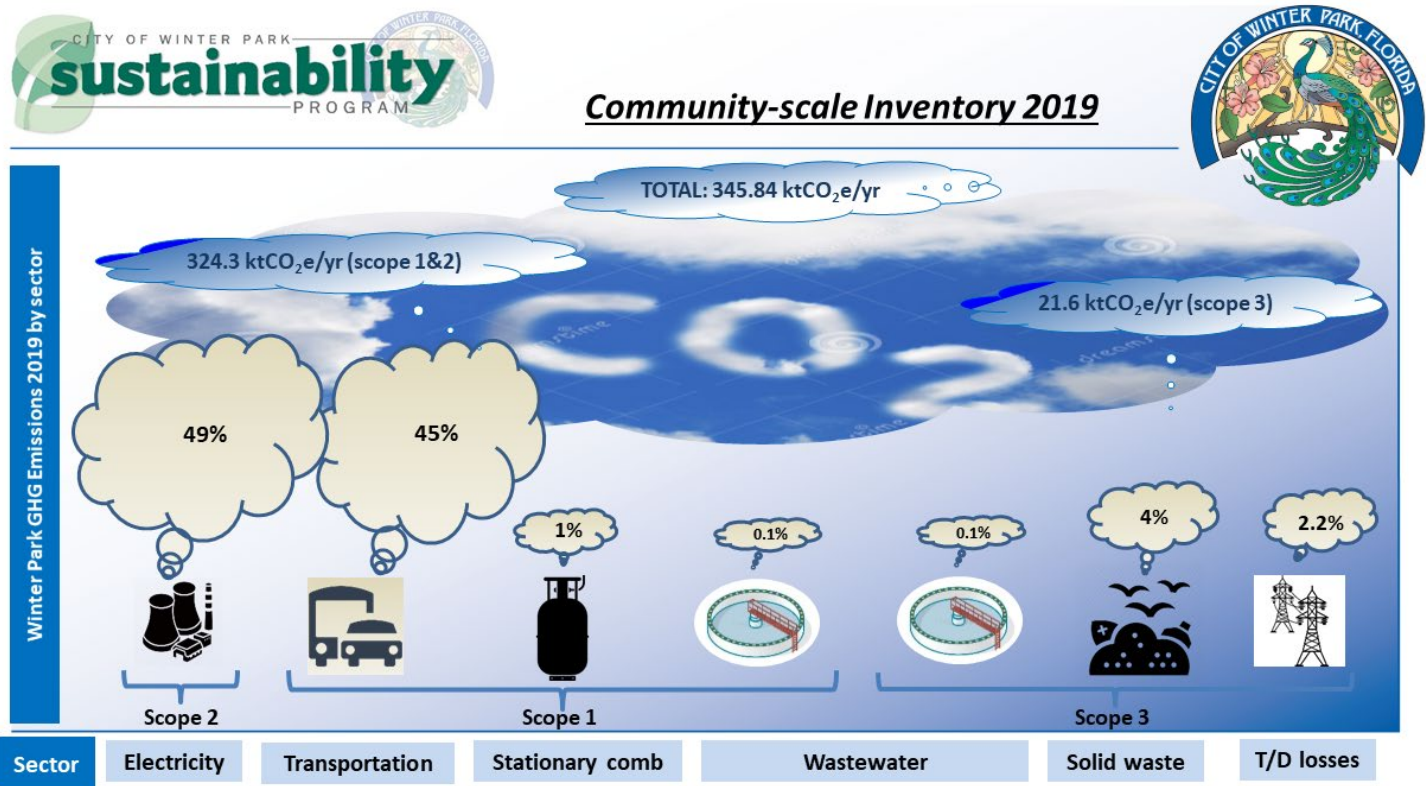 CITY OF WINTER PARK
sustainability
PROGRAM
Community-scale Inventory 2019
CITY OF WINTER PARK, FLORIDA
TOTAL: 345.84 ktCO₂e/yr
324.3 ktCO₂e/yr (scope 1&2)
21.6 ktCO₂e/yr (scope 3)
CO2
Winter Park GHG Emissions 2019 by sector
49%
45%
1%
0.1%
0.1%
4%
2.2%
Scope 2
Scope 1
Scope 3
Sector
Electricity
Transportation
Stationary comb
Wastewater
Solid waste
T/D losses